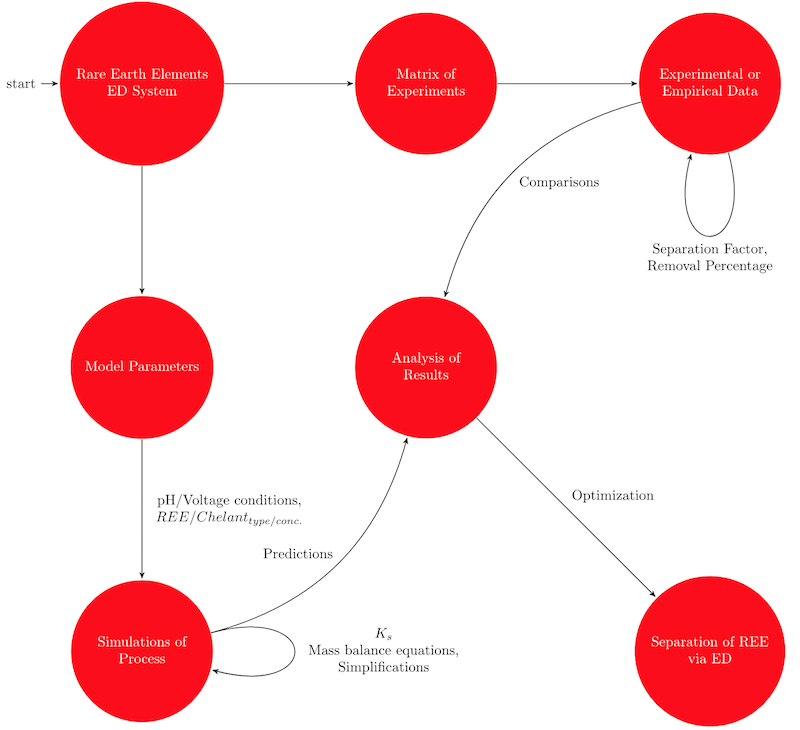 start
Rare Earth Elements
ED System
Matrix of
Experiments
Experimental or
Empirical Data
Comparisons
Separation Factor,
Removal Percentage
Model Parameters
Analysis of
Results
pH/Voltage conditions,
REE/Chelant_{type/conc.}
Optimization
Predictions
Simulations of
Process
K_s
Mass balance equations,
Simplifications
Separation of REE
via ED